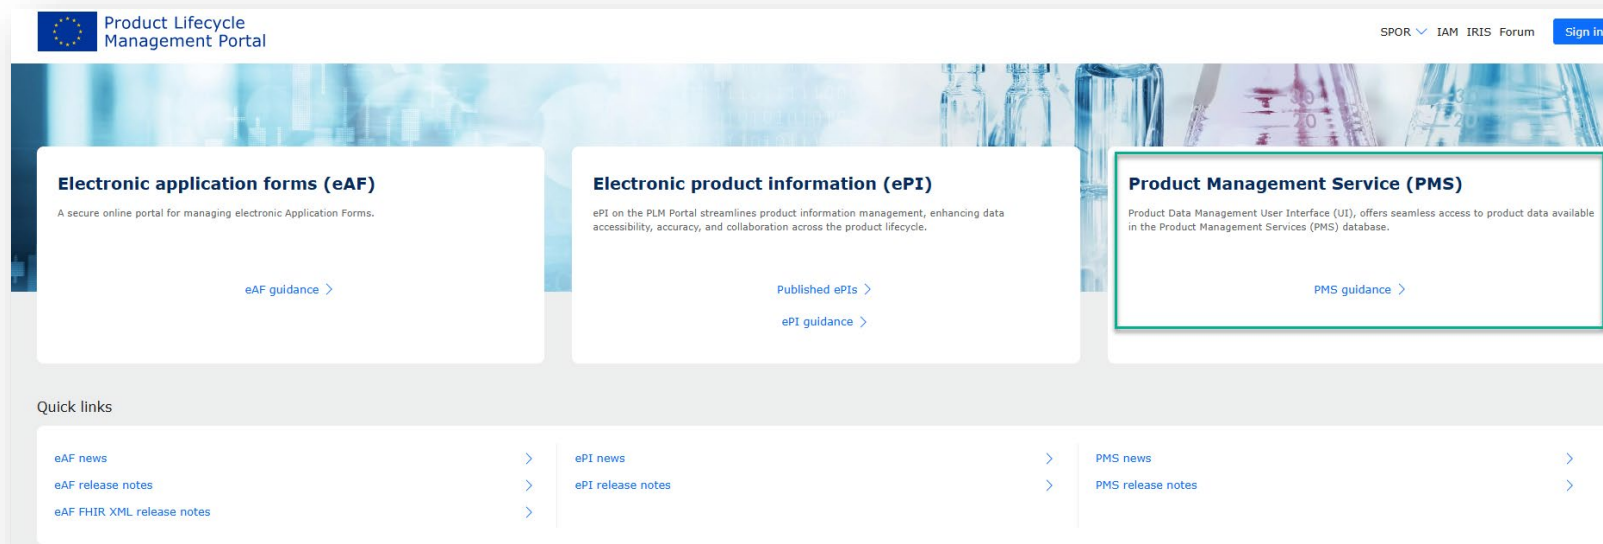 Product Lifecycle
Management Portal
SPOR IAM IRIS Forum Sign in
Electronic application forms (eAF)
A secure online portal for managing electronic Application Forms.
eAF guidance
Electronic product information (ePI)
ePI on the PLM Portal streamlines product information management, enhancing data
accessibility, accuracy, and collaboration across the product lifecycle.
Published ePIs
ePI guidance
Product Management Service (PMS)
Product Data Management User Interface (UI), offers seamless access to product data available
in the Product Management Services (PMS) database.
PMS guidance
Quick links
eAF news
eAF release notes
eAF FHIR XML release notes
ePI news
ePI release notes
PMS news
PMS release notes